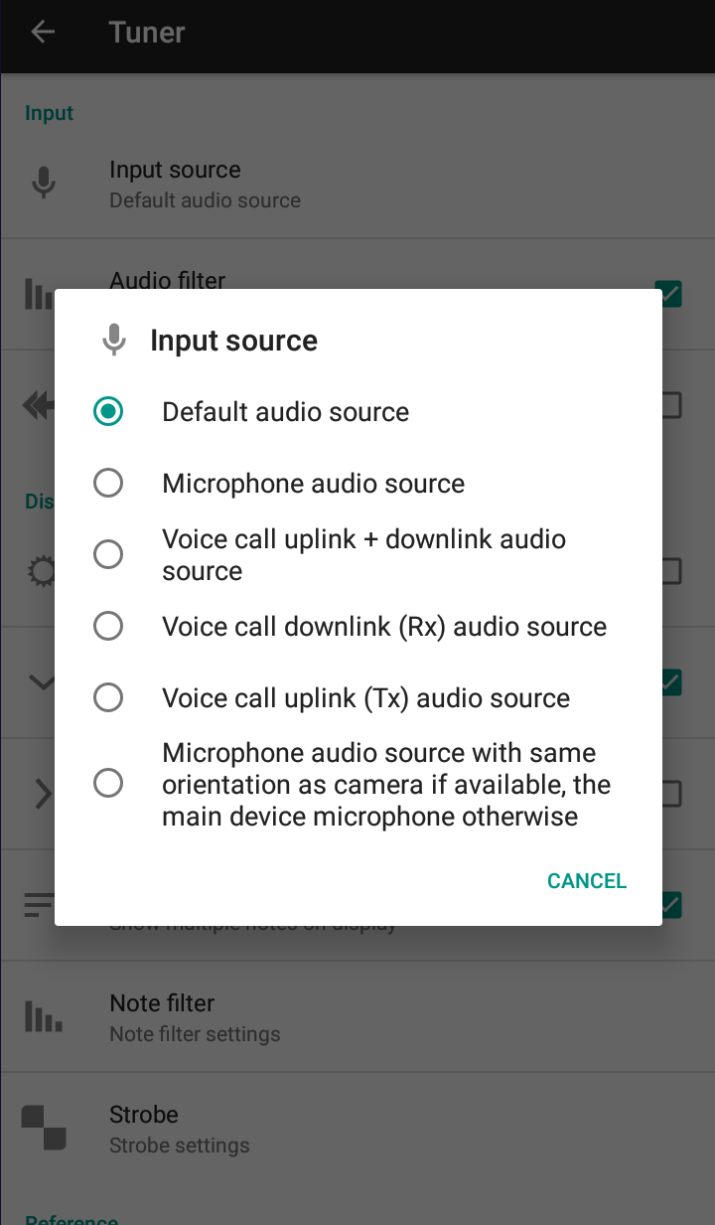 Tuner
Input
Input source
Default audio source
Audio filter
Input source
Default audio source
Microphone audio source
Voice call uplink + downlink audio
source
Voice call downlink (Rx) audio source
Voice call uplink (Tx) audio source
Microphone audio source with same
orientation as camera if available, the
main device microphone otherwise
CANCEL
Dis
Show multiple notes on display
Note filter
Note filter settings
Strobe
Strobe settings
Reference